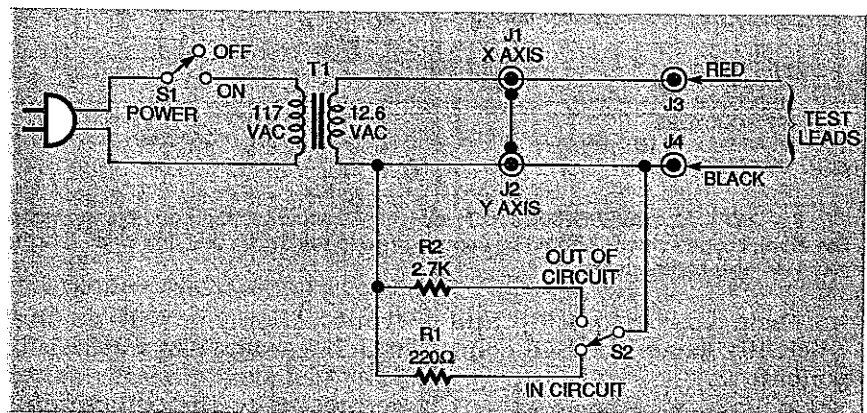 OFF
ON
S1
POWER
T1
117
VAC
12.6
VAC
J1
X AXIS
J2
Y AXIS
RED
J3
J4
BLACK
TEST
LEADS
R2
2.7K
OUT OF
CIRCUIT
R1
220Ω
S2
IN CIRCUIT